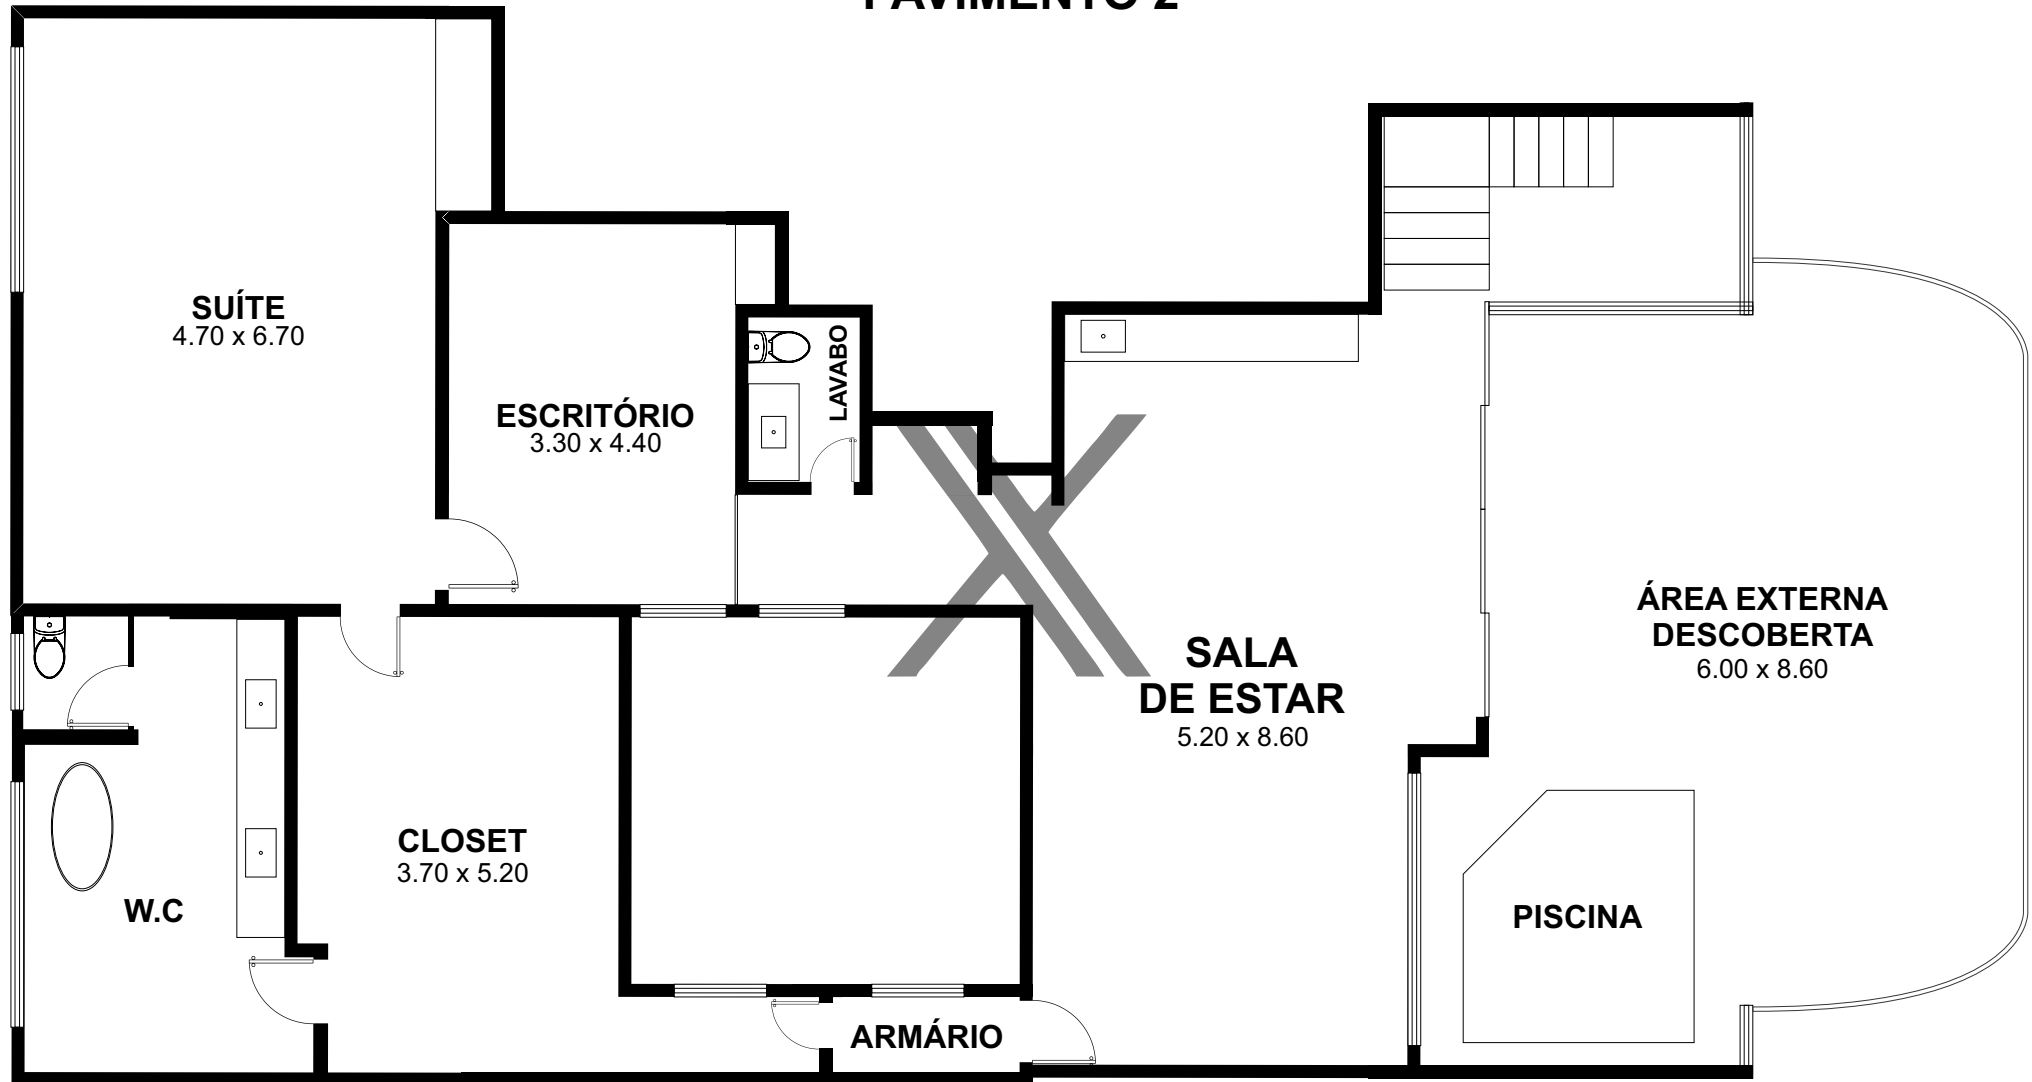 PAVIMENTO 2
SUÍTE
4.70 x 6.70
ESCRITÓRIO
3.30 x 4.40
LAVABO
SALA
DE ESTAR
5.20 x 8.60
ÁREA EXTERNA
DESCOBERTA
6.00 x 8.60
CLOSET
3.70 x 5.20
W.C
PISCINA
ARMÁRIO